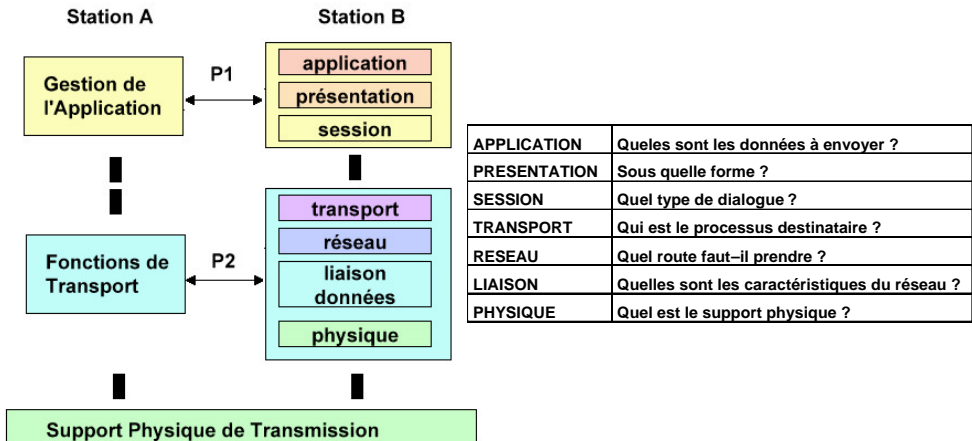 Station A
Station B
Gestion de
l'Application
P1
application
présentation
session
Fonctions de
Transport
P2
transport
réseau
liaison
données
physique
Support Physique de Transmission
APPLICATION Queles sont les données à envoyer ?
PRESENTATION Sous quelle forme ?
SESSION Quel type de dialogue ?
TRANSPORT Qui est le processus destinataire ?
RESEAU Quel route faut–il prendre ?
LIAISON Quelles sont les caractéristiques du réseau ?
PHYSIQUE Quel est le support physique ?